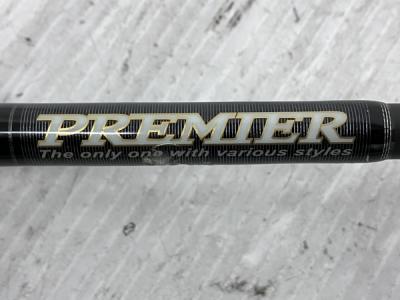 PREMIER
The only one with various styles